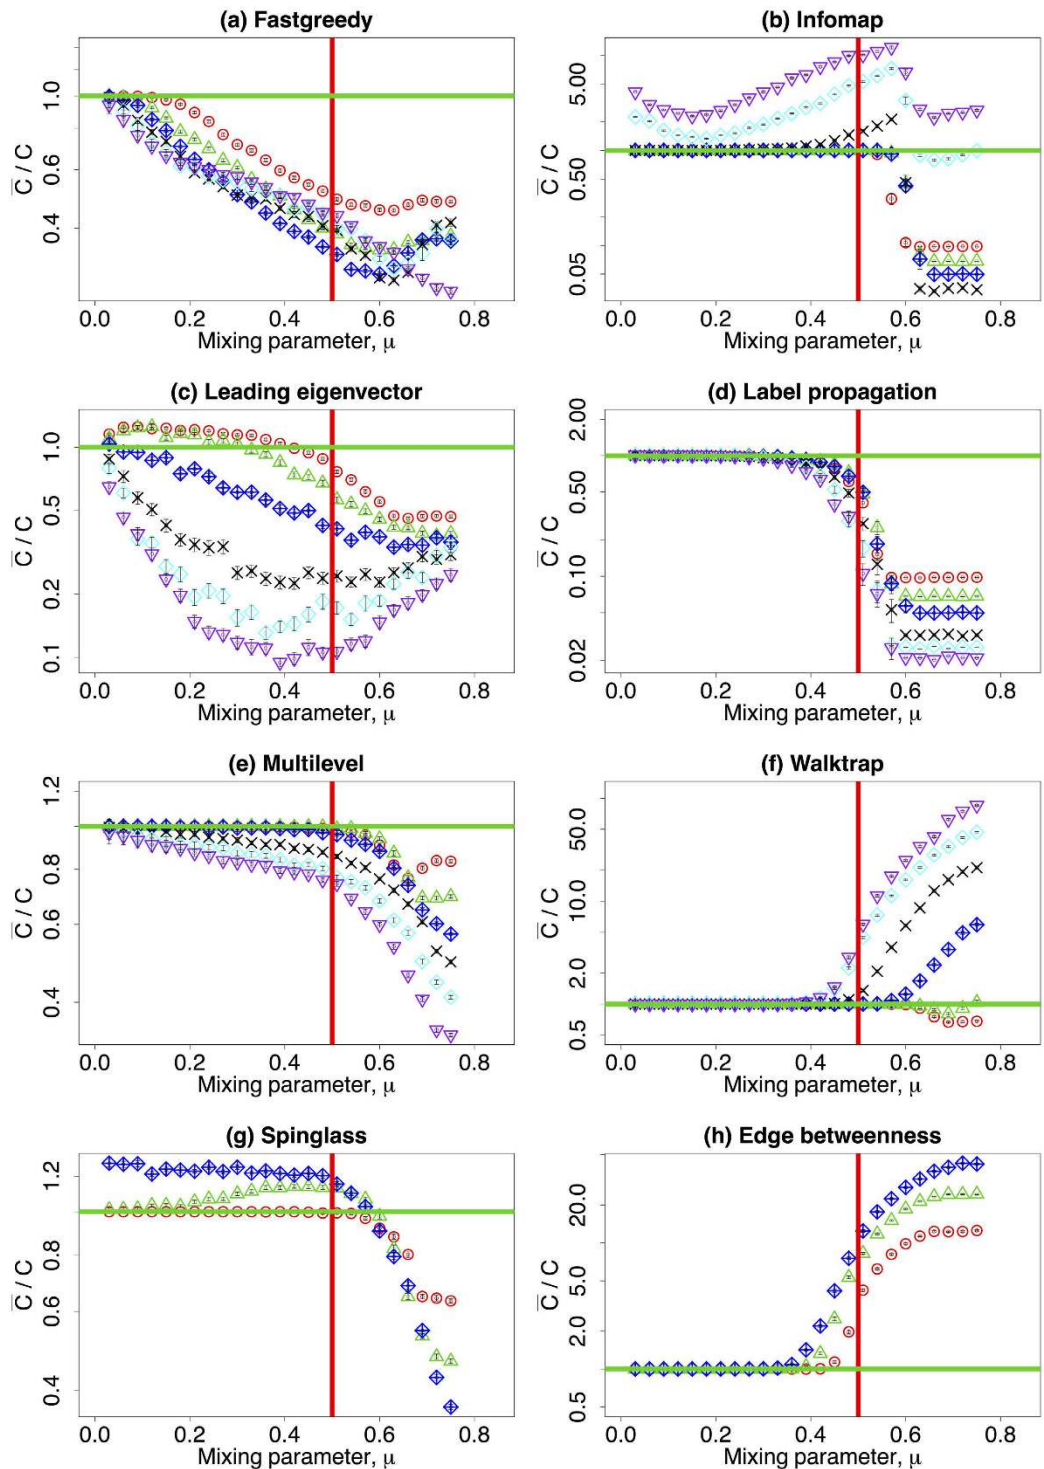 (a) Fastgreedy
C̅ / C
1.0
0.6
0.4
0.0 0.2 0.4 0.6 0.8
Mixing parameter, μ
(b) Infomap
C̅ / C
5.00
0.50
0.05
0.0 0.2 0.4 0.6 0.8
Mixing parameter, μ
(c) Leading eigenvector
C̅ / C
1.0
0.5
0.2
0.1
0.0 0.2 0.4 0.6 0.8
Mixing parameter, μ
(d) Label propagation
C̅ / C
2.00
0.50
0.10
0.02
0.0 0.2 0.4 0.6 0.8
Mixing parameter, μ
(e) Multilevel
C̅ / C
1.2
0.8
0.6
0.4
0.0 0.2 0.4 0.6 0.8
Mixing parameter, μ
(f) Walktrap
C̅ / C
50.0
10.0
2.0
0.5
0.0 0.2 0.4 0.6 0.8
Mixing parameter, μ
(g) Spinglass
C̅ / C
1.2
0.8
0.6
0.4
0.0 0.2 0.4 0.6 0.8
Mixing parameter, μ
(h) Edge betweenness
C̅ / C
20.0
5.0
2.0
0.5
0.0 0.2 0.4 0.6 0.8
Mixing parameter, μ